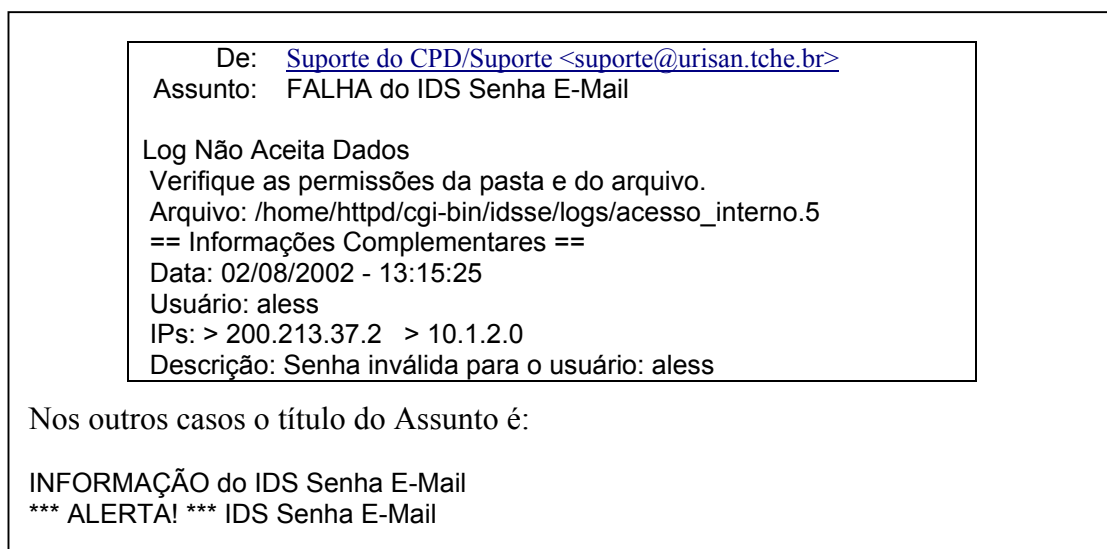 De: Suporte do CPD/Suporte <suporte@urisan.tche.br>
Assunto: FALHA do IDS Senha E-Mail
Log Não Aceita Dados
Verifique as permissões da pasta e do arquivo.
Arquivo: /home/httpd/cgi-bin/idsse/logs/acesso_interno.5
== Informações Complementares ==
Data: 02/08/2002 - 13:15:25
Usuário: aless
IPs: > 200.213.37.2 > 10.1.2.0
Descrição: Senha inválida para o usuário: aless
Nos outros casos o título do Assunto é:
INFORMAÇÃO do IDS Senha E-Mail
*** ALERTA! *** IDS Senha E-Mail